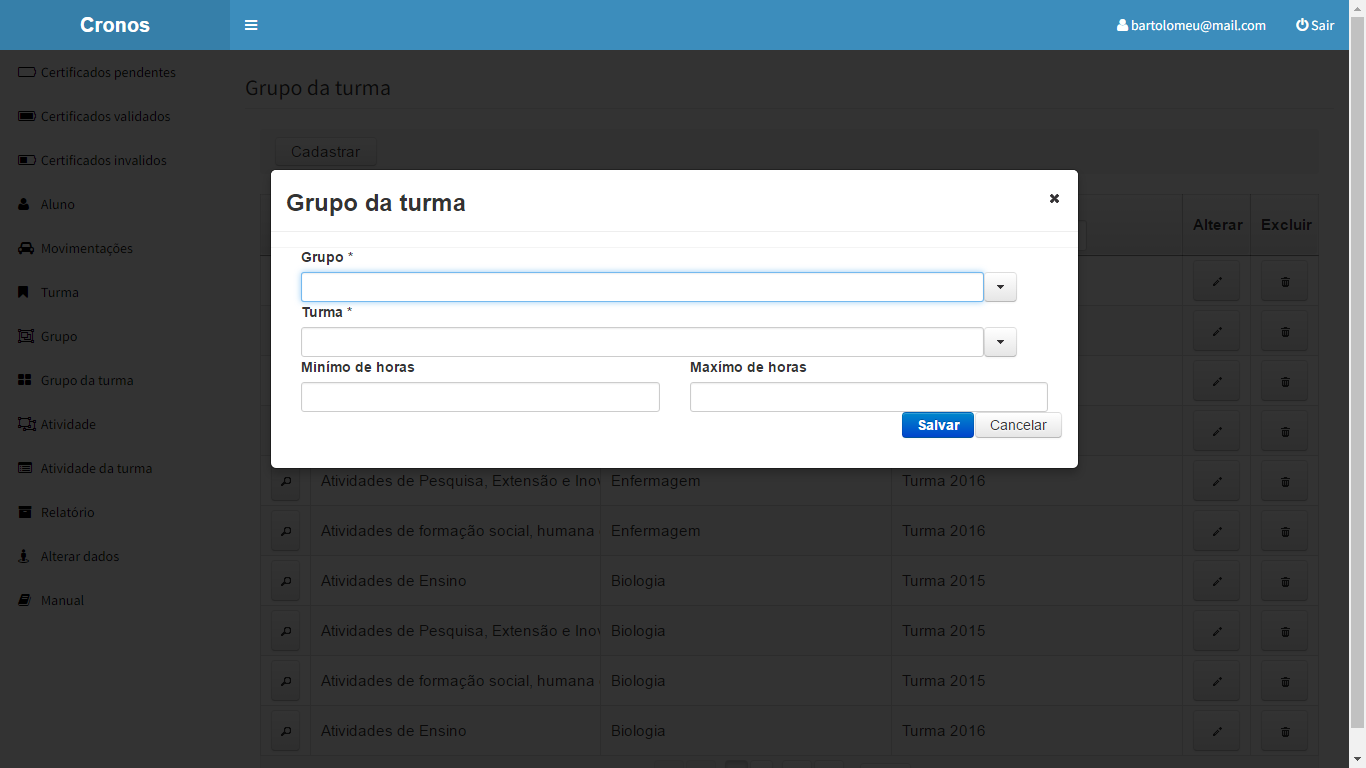 Cronos
bartolomeu@mail.com Sair
Certificados pendentes
Certificados validados
Certificados invalidos
Aluno
Movimentações
Turma
Grupo
Grupo da turma
Atividade
Atividade da turma
Relatório
Alterar dados
Manual
Grupo da turma
Cadastrar
Alterar Excluir
Grupo da turma
Grupo *
Turma *
Minímo de horas Maxímo de horas
Salvar Cancelar
Atividades de Pesquisa, Extensão e Inov Enfermagem Turma 2016
Atividades de formação social, humana Enfermagem Turma 2016
Atividades de Ensino Biologia Turma 2015
Atividades de Pesquisa, Extensão e Inov Biologia Turma 2015
Atividades de formação social, humana Biologia Turma 2015
Atividades de Ensino Biologia Turma 2016